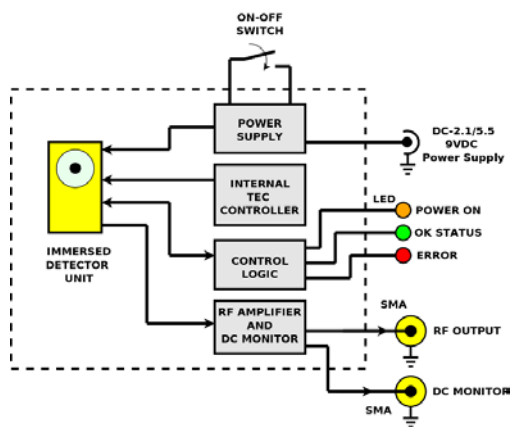 ON-OFF
SWITCH
POWER
SUPPLY
DC-2.1/5.5
9VDC
Power Supply
INTERNAL
TEC
CONTROLLER
IMMERSED
DETECTOR
UNIT
LED
POWER ON
OK STATUS
ERROR
CONTROL
LOGIC
RF AMPLIFIER
AND
DC MONITOR
SMA
RF OUTPUT
SMA
DC MONITOR